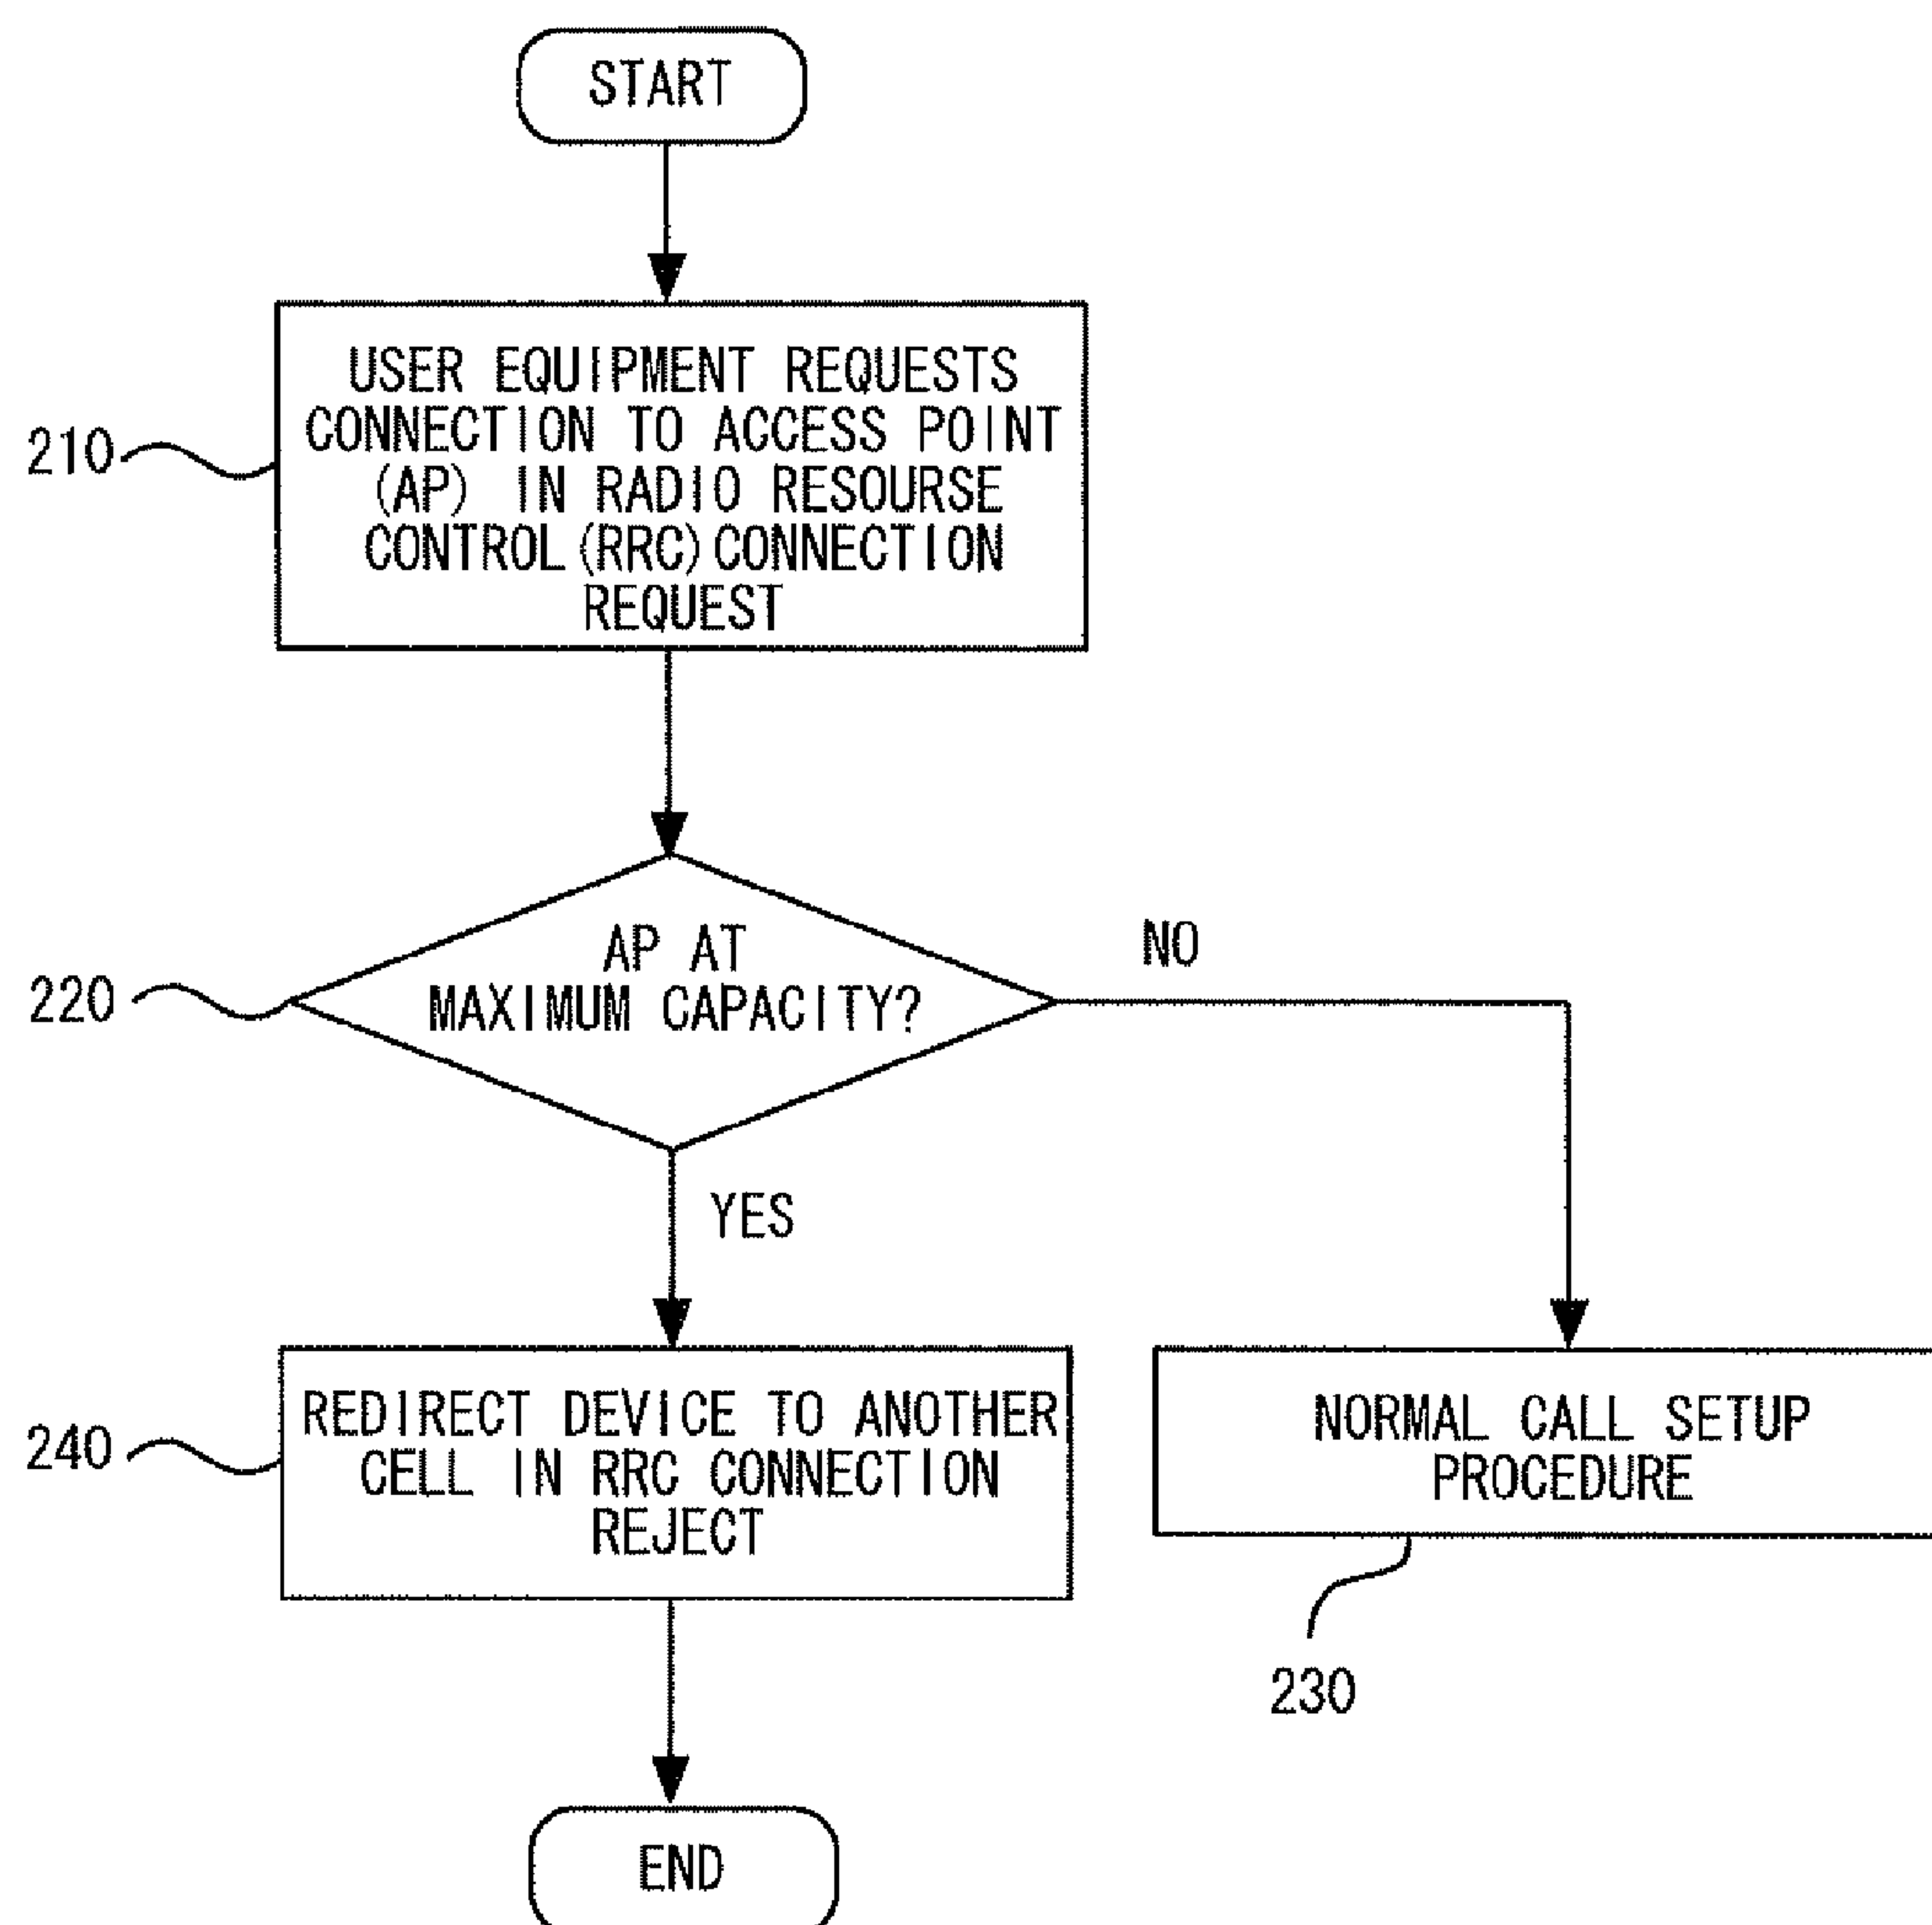 START
210
USER EQUIPMENT REQUESTS
CONNECTION TO ACCESS POINT
(AP) IN RADIO RESOURSE
CONTROL(RRC)CONNECTION
REQUEST
220
AP AT
MAXIMUM CAPACITY?
NO
YES
240
REDIRECT DEVICE TO ANOTHER
CELL IN RRC CONNECTION
REJECT
NORMAL CALL SETUP
PROCEDURE
230
END